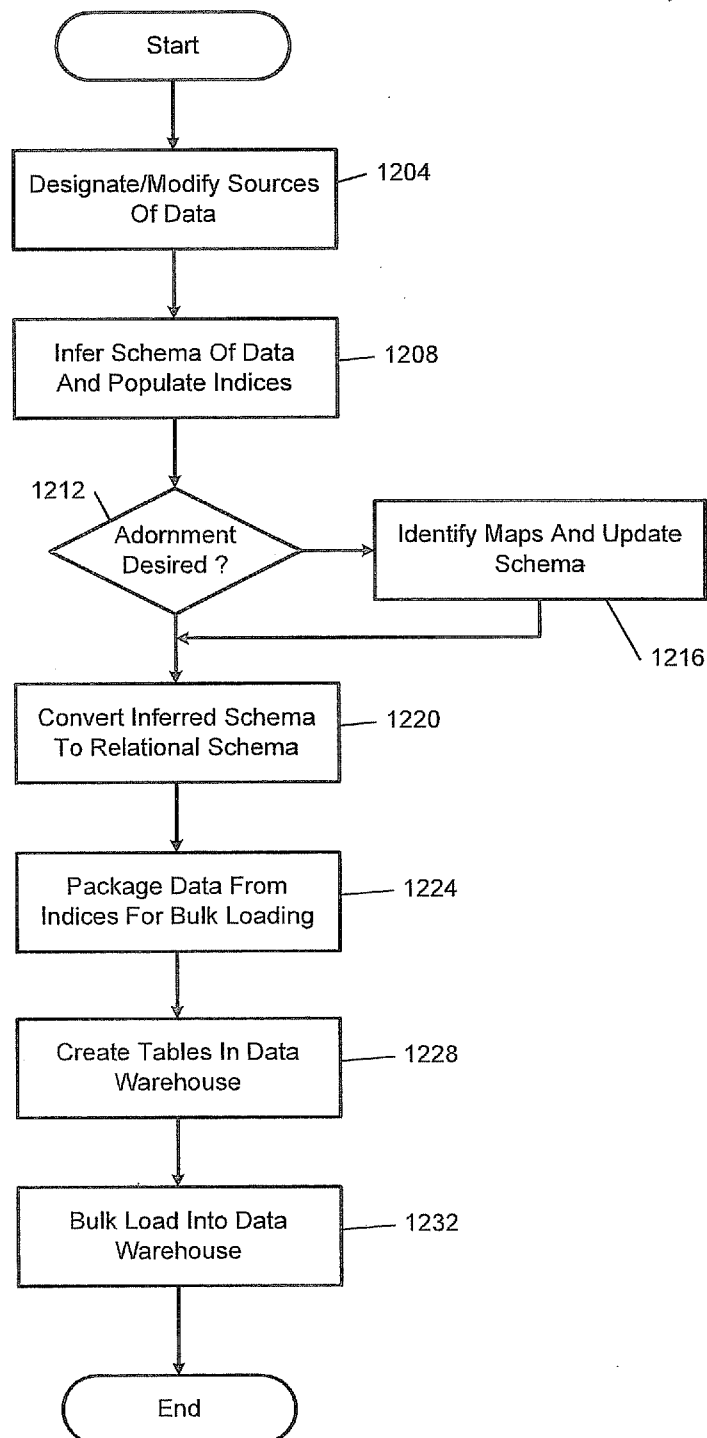 Start
Designate/Modify Sources
Of Data
1204
Infer Schema Of Data
And Populate Indices
1208
1212
Adornment
Desired ?
Identify Maps And Update
Schema
1216
Convert Inferred Schema
To Relational Schema
1220
Package Data From
Indices For Bulk Loading
1224
Create Tables In Data
Warehouse
1228
Bulk Load Into Data
Warehouse
1232
End